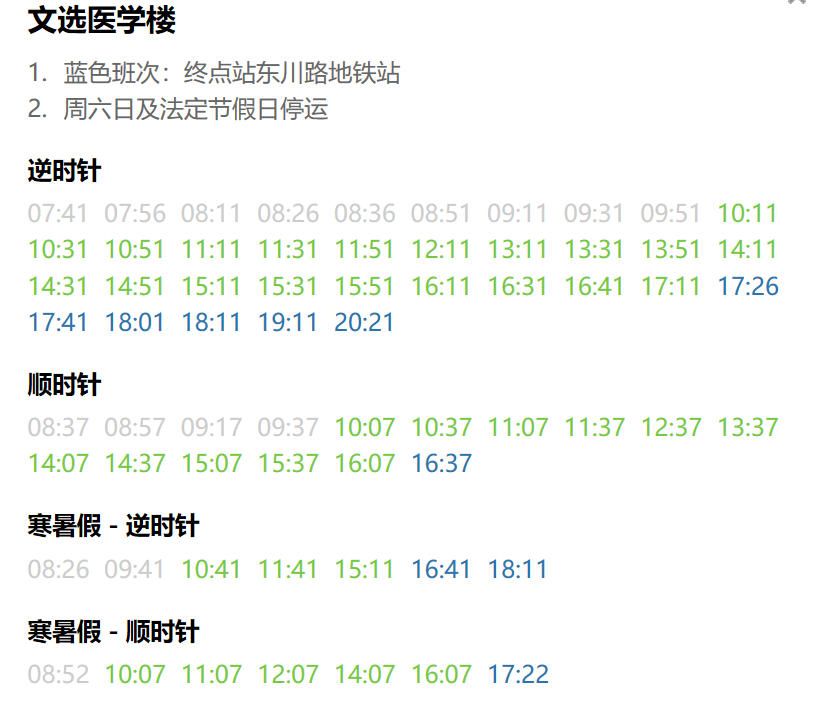 文选医学楼
1. 蓝色班次：终点站东川路地铁站
2. 周六日及法定节假日停运
逆时针
07:41 07:56 08:11 08:26 08:36 08:51 09:11 09:31 09:51 10:11
10:31 10:51 11:11 11:31 11:51 12:11 13:11 13:31 13:51 14:11
14:31 14:51 15:11 15:31 15:51 16:11 16:31 16:41 17:11 17:26
17:41 18:01 18:11 19:11 20:21
顺时针
08:37 08:57 09:17 09:37 10:07 10:37 11:07 11:37 12:37 13:37
14:07 14:37 15:07 15:37 16:07 16:37
寒暑假 - 逆时针
08:26 09:41 10:41 11:41 15:11 16:41 18:11
寒暑假 - 顺时针
08:52 10:07 11:07 12:07 14:07 16:07 17:22